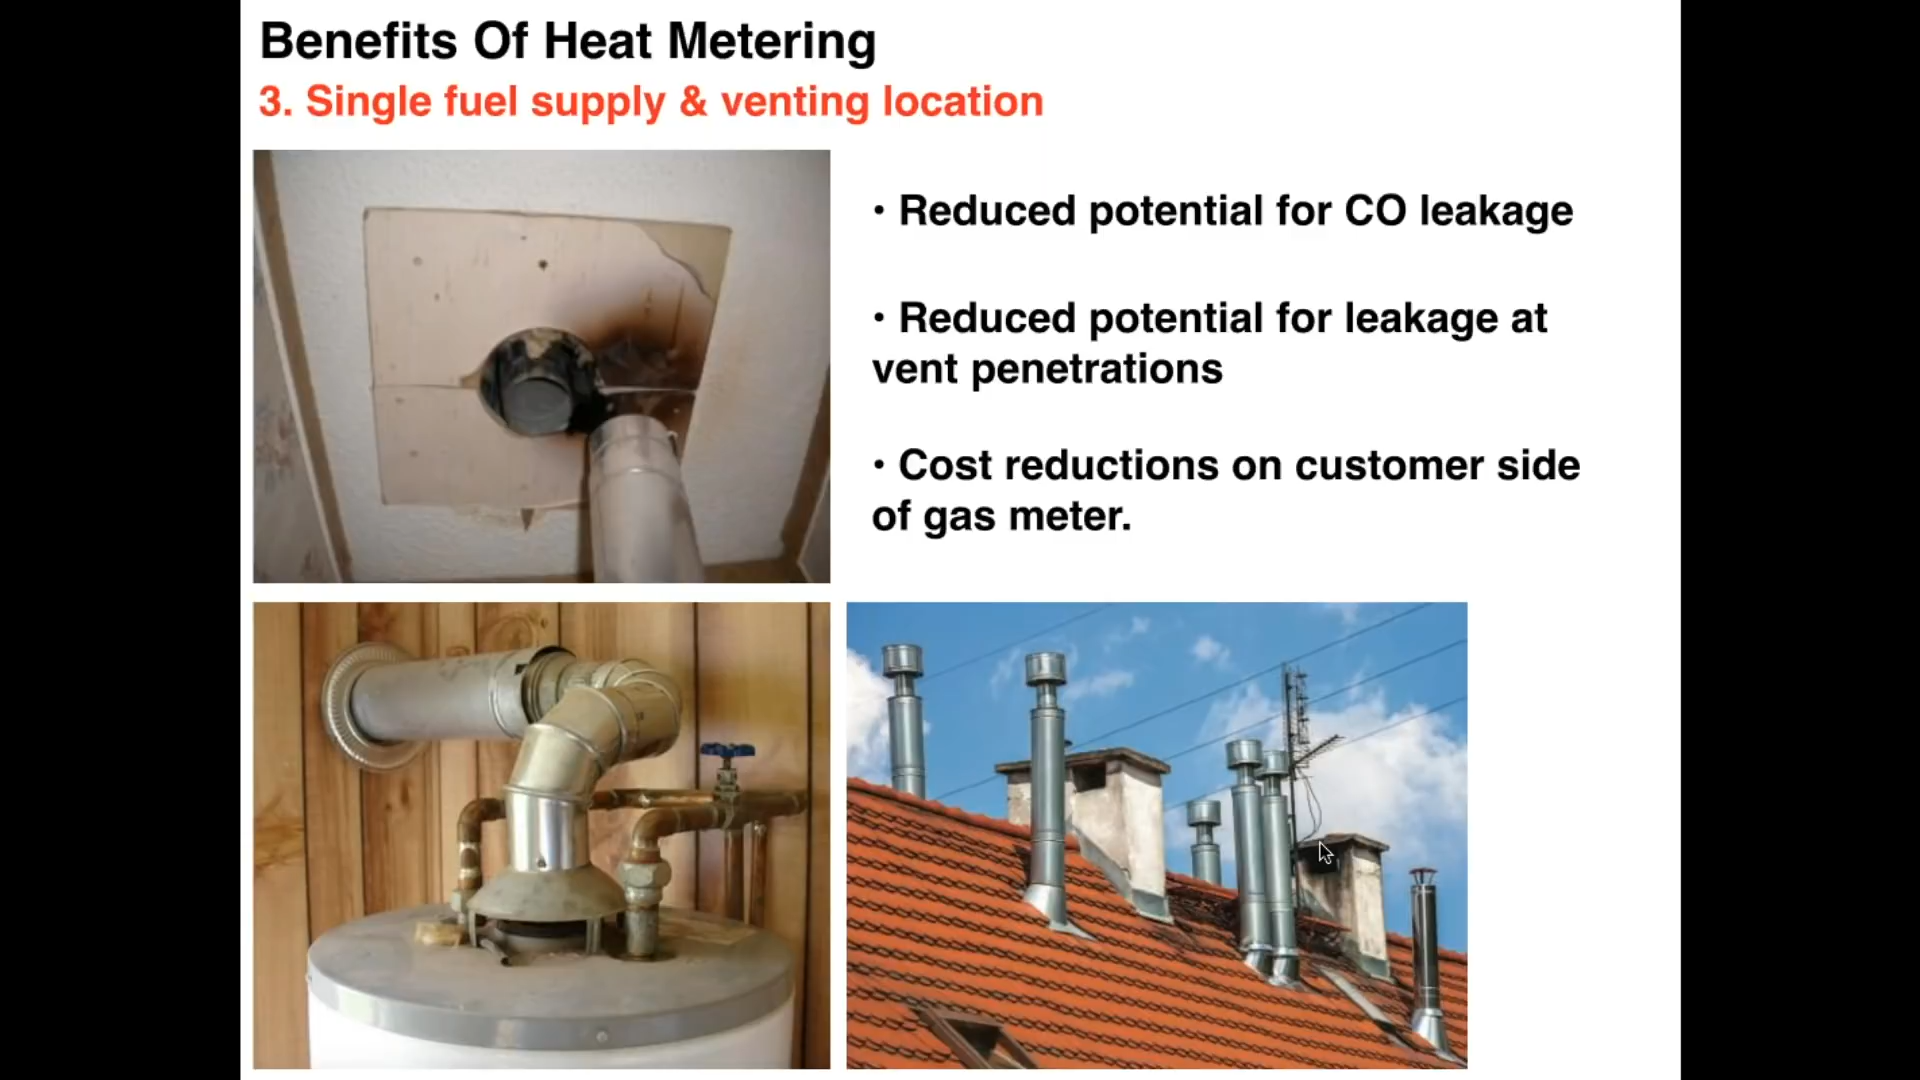 Benefits Of Heat Metering
3. Single fuel supply & venting location
• Reduced potential for CO leakage
• Reduced potential for leakage at
vent penetrations
• Cost reductions on customer side
of gas meter.